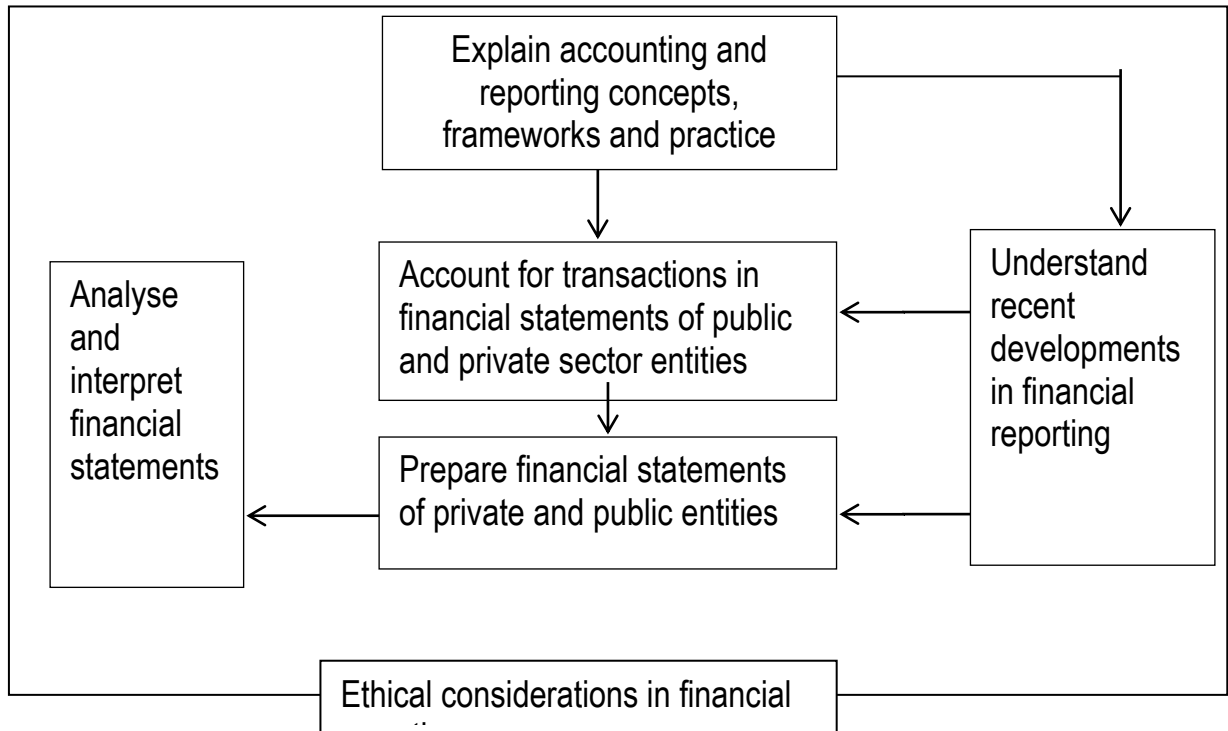 Explain accounting and
reporting concepts,
frameworks and practice
Account for transactions in
financial statements of public
and private sector entities
Understand
recent
developments
in financial
reporting
Analyse
and
interpret
financial
statements
Prepare financial statements
of private and public entities
Ethical considerations in financial